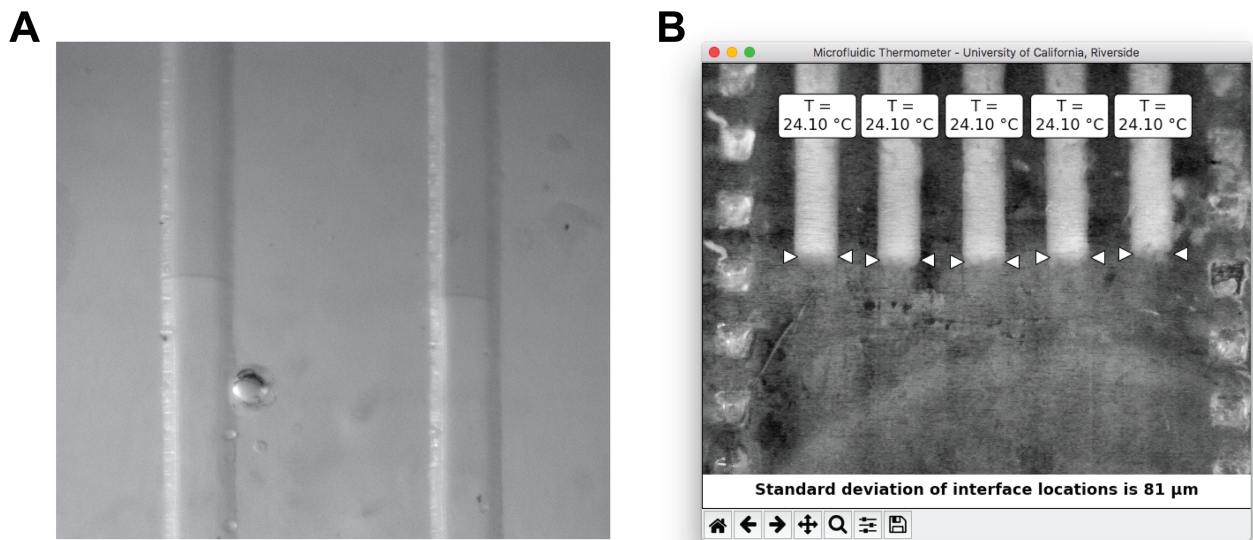 A
B
Microfluidic Thermometer - University of California, Riverside
T =
24.10 °C
T =
24.10 °C
T =
24.10 °C
T =
24.10 °C
T =
24.10 °C
Standard deviation of interface locations is 81 μm